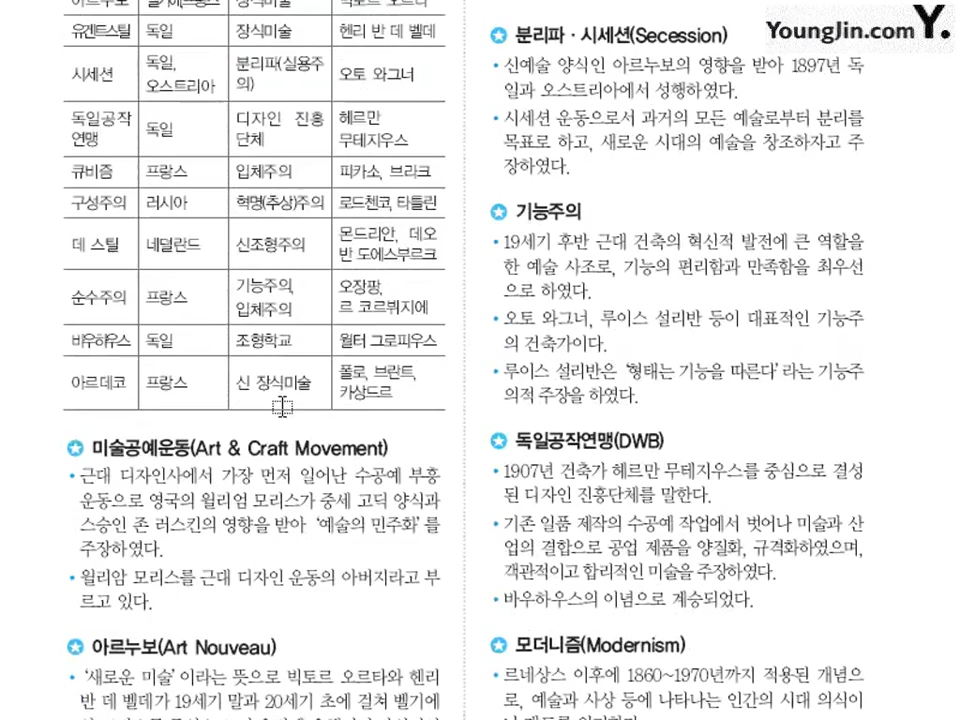 유겐트스틸 독일 장식미술 헨리 반 데 벨데
시세션 독일, 오스트리아 분리파(실용주의) 오토 와그너
독일공작연맹 독일 디자인 진흥 단체 헤르만 무테지우스
큐비즘 프랑스 입체주의 피카소, 브라크
구성주의 러시아 혁명(추상)주의 로드첸코, 타틀린
데 스틸 네덜란드 신조형주의 몬드리안, 데오 반 도에스부르크
순수주의 프랑스 기능주의, 입체주의 오장팡, 르 코르뷔지에
바우하우스 독일 조형학교 월터 그로피우스
아르데코 프랑스 신 장식미술 폴로, 브란트, 카상드르
미술공예운동(Art & Craft Movement)
• 근대 디자인사에서 가장 먼저 일어난 수공예 부흥
운동으로 영국의 윌리엄 모리스가 중세 고딕 양식과
스승인 존 러스킨의 영향을 받아 '예술의 민주화'를
주장하였다.
• 윌리암 모리스를 근대 디자인 운동의 아버지라고 부
르고 있다.
아르누보(Art Nouveau)
• '새로운 미술'이라는 뜻으로 빅토르 오르타와 헨리
반 데 벨데가 19세기 말과 20세기 초에 걸쳐 벨기에
YoungJin.com Y.
분리파 · 시세션(Secession)
• 신예술 양식인 아르누보의 영향을 받아 1897년 독
일과 오스트리아에서 성행하였다.
• 시세션 운동으로서 과거의 모든 예술로부터 분리를
목표로 하고, 새로운 시대의 예술을 창조하자고 주
장하였다.
기능주의
• 19세기 후반 근대 건축의 혁신적 발전에 큰 역할을
한 예술 사조로, 기능의 편리함과 만족함을 최우선
으로 하였다.
• 오토 와그너, 루이스 설리반 등이 대표적인 기능주
의 건축가이다.
• 루이스 설리반은 '형태는 기능을 따른다'라는 기능주
의적 주장을 하였다.
독일공작연맹(DWB)
• 1907년 건축가 헤르만 무테지우스를 중심으로 결성
된 디자인 진흥단체를 말한다.
• 기존 일품 제작의 수공예 작업에서 벗어나 미술과 산
업의 결합으로 공업 제품을 양질화, 규격화하였으며,
객관적이고 합리적인 미술을 주장하였다.
• 바우하우스의 이념으로 계승되었다.
모더니즘(Modernism)
• 르네상스 이후에 1860~1970년까지 적용된 개념으
로, 예술과 사상 등에 나타나는 인간의 시대 의식이